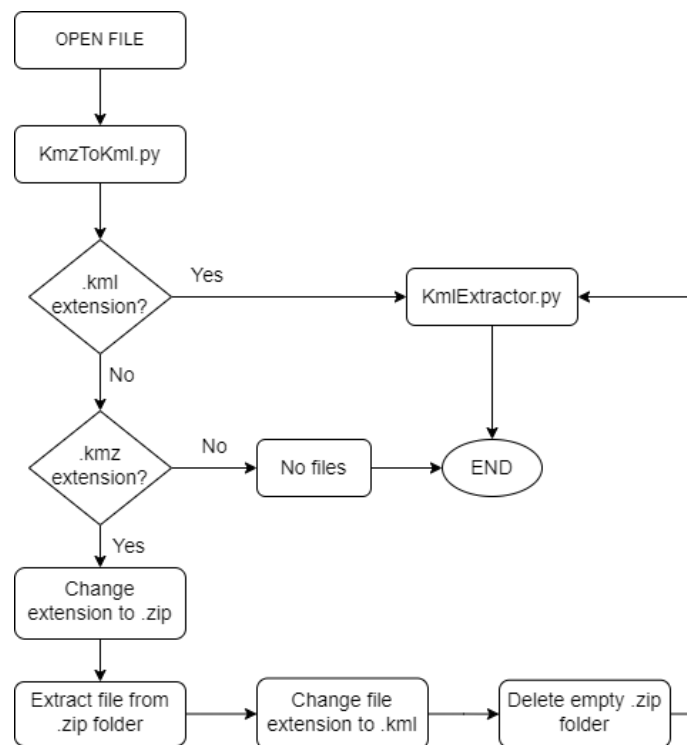 OPEN FILE
KmzToKml.py
.kml
extension?
Yes
KmlExtractor.py
No
.kmz
extension?
No
No files
END
Yes
Change
extension to .zip
Extract file from
.zip folder
Change file
extension to .kml
Delete empty .zip
folder